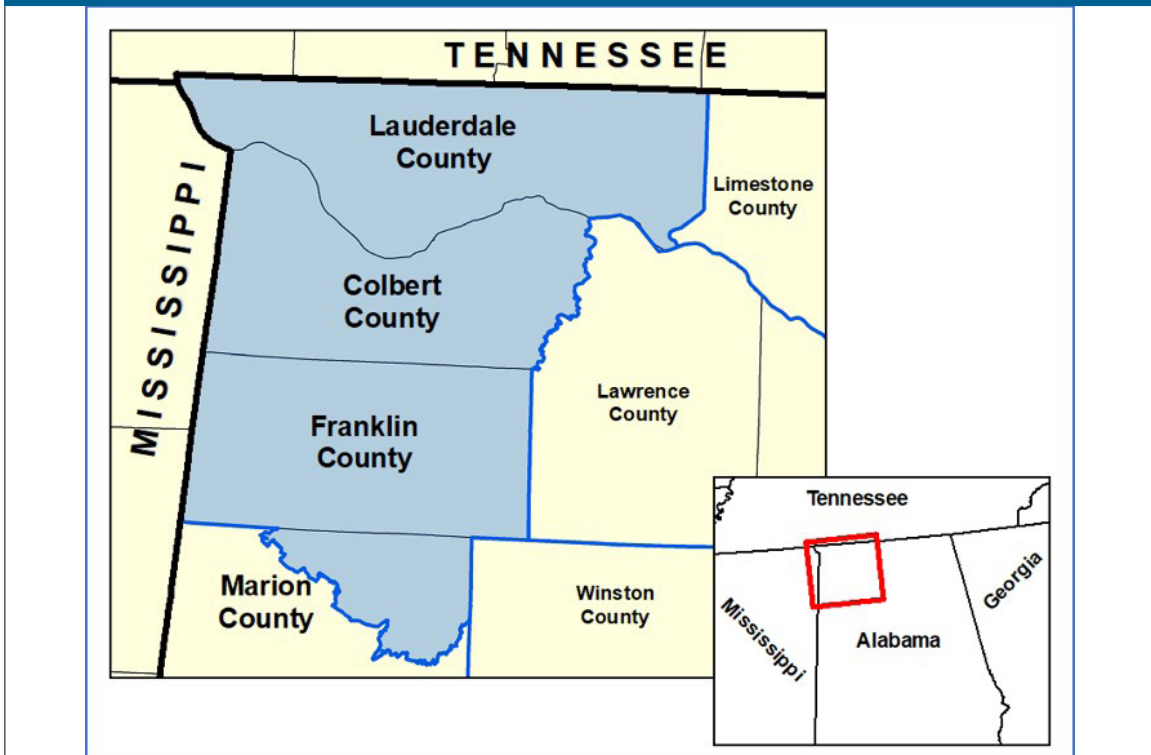 TENNESSEE
Lauderdale
County
Limestone
County
MISSISSIPPI
Colbert
County
Lawrence
County
Franklin
County
Marion
County
Winston
County
Tennessee
Mississippi
Alabama
Georgia